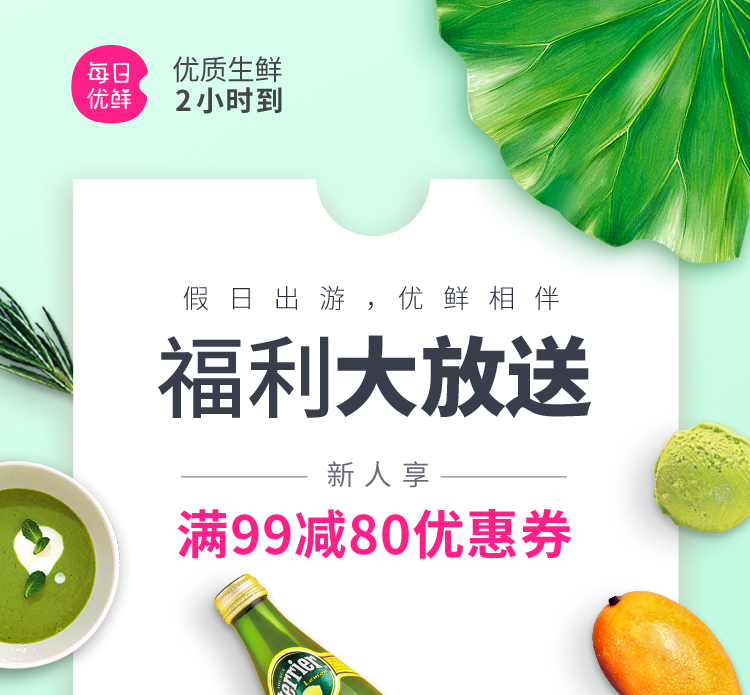 每日
优鲜
优质生鲜
2小时到
假日出游，优鲜相伴
福利大放送
新人享
满99减80优惠券
Perrier